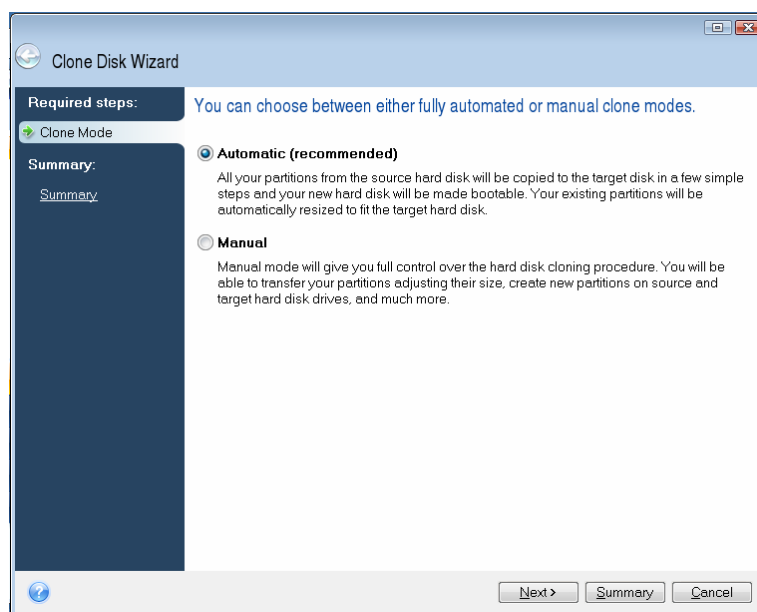 Clone Disk Wizard
Required steps:
Clone Mode
Summary:
Summary
You can choose between either fully automated or manual clone modes.
Automatic (recommended)
All your partitions from the source hard disk will be copied to the target disk in a few simple
steps and your new hard disk will be made bootable. Your existing partitions will be
automatically resized to fit the target hard disk.
Manual
Manual mode will give you full control over the hard disk cloning procedure. You will be
able to transfer your partitions adjusting their size, create new partitions on source and
target hard disk drives, and much more.
? Next > Summary Cancel